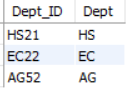 Dept_ID Dept
HS21 HS
EC22 EC
AG52 AG